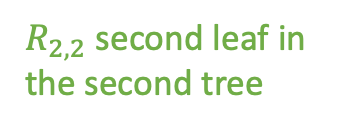 R₂,₂ second leaf in
the second tree